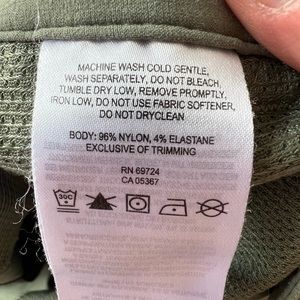 MACHINE WASH COLD GENTLE,
WASH SEPARATELY, DO NOT BLEACH,
TUMBLE DRY LOW, REMOVE PROMPTLY,
IRON LOW, DO NOT USE FABRIC SOFTENER,
DO NOT DRYCLEAN
BODY: 96% NYLON, 4% ELASTANE
EXCLUSIVE OF TRIMMING
RN 69724
CA 05367
30C